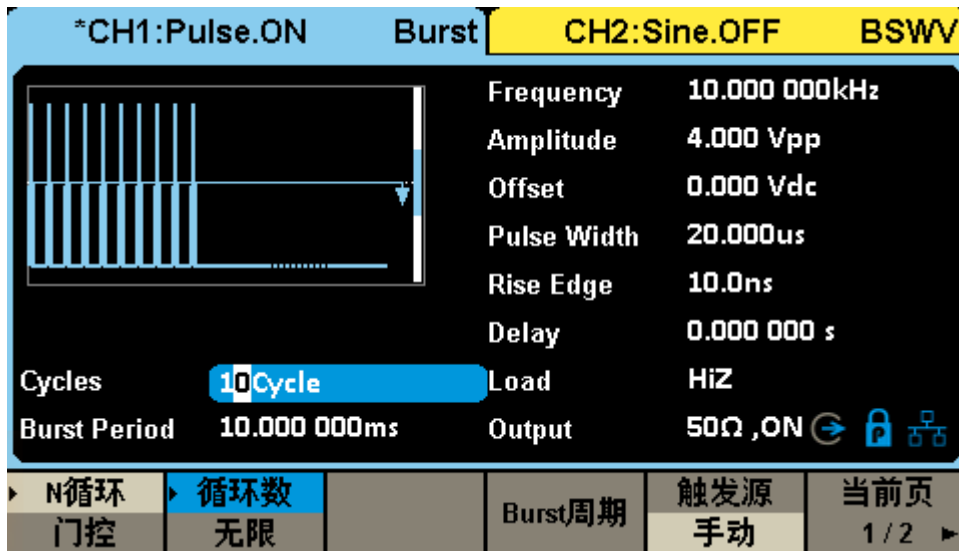 *CH1:Pulse.ON Burst CH2:Sine.OFF BSWV
Frequency 10.000 000kHz
Amplitude 4.000 Vpp
Offset 0.000 Vdc
Pulse Width 20.000us
Rise Edge 10.0ns
Delay 0.000 000 s
Cycles 10Cycle Load HiZ
Burst Period 10.000 000ms Output 50Ω ,ON P
N循环 循环数 Burst周期 触发源 当前页
门控 无限 手动 1 / 2